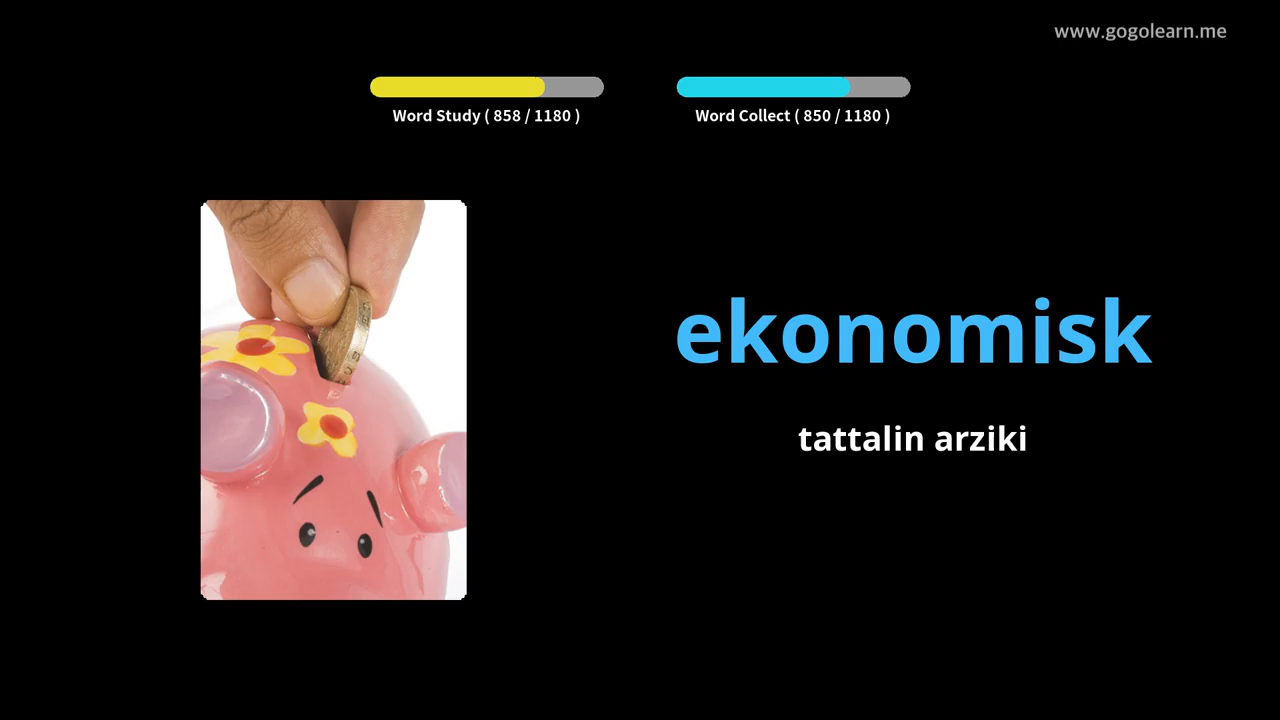 www.gogolearn.me
Word Study ( 858 / 1180 )
Word Collect ( 850 / 1180 )
ekonomisk
tattalin arziki